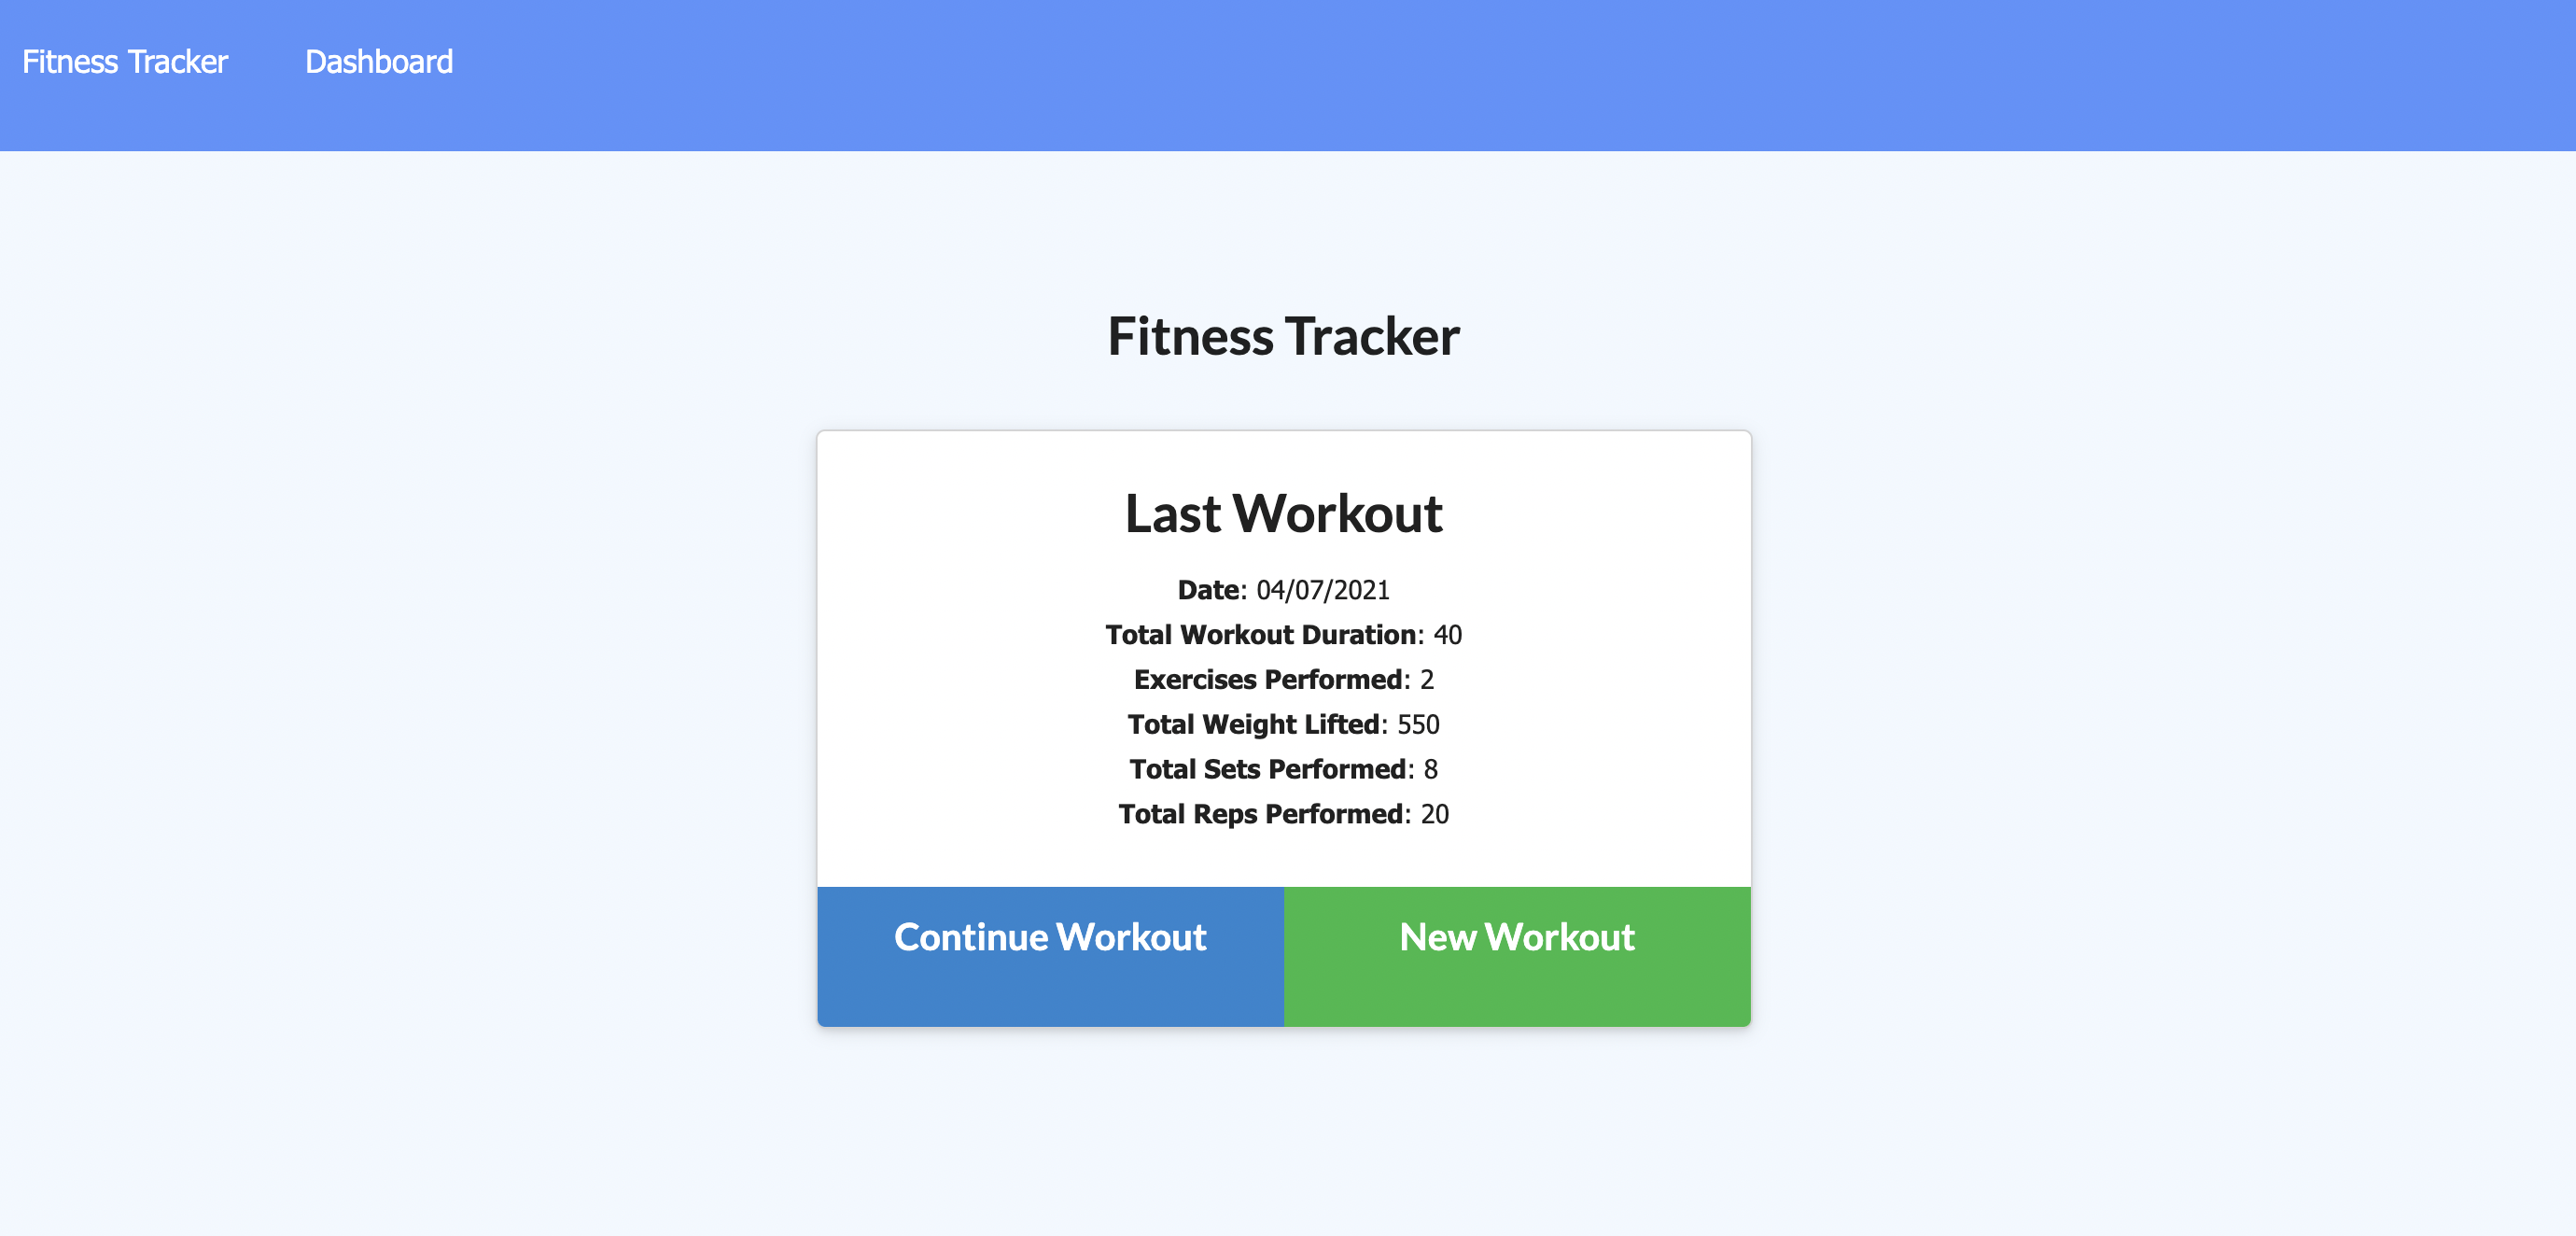 Fitness Tracker Dashboard
Fitness Tracker
Last Workout
Date: 04/07/2021
Total Workout Duration: 40
Exercises Performed: 2
Total Weight Lifted: 550
Total Sets Performed: 8
Total Reps Performed: 20
Continue Workout New Workout